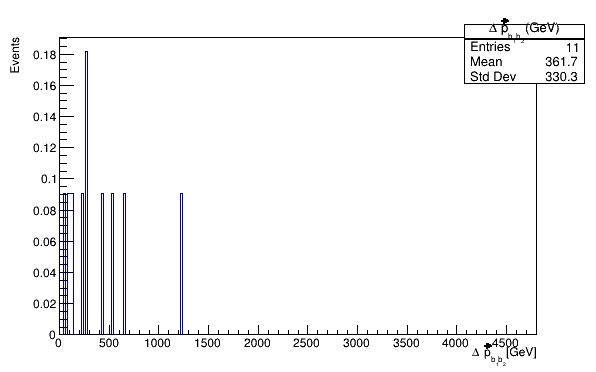 Δ p⃗b₁b₂ (GeV)
Entries 11
Mean 361.7
Std Dev 330.3
Events
0.18
0.16
0.14
0.12
0.1
0.08
0.06
0.04
0.02
0
0 500 1000 1500 2000 2500 3000 3500 4000 4500
Δ p⃗b₁b₂[GeV]